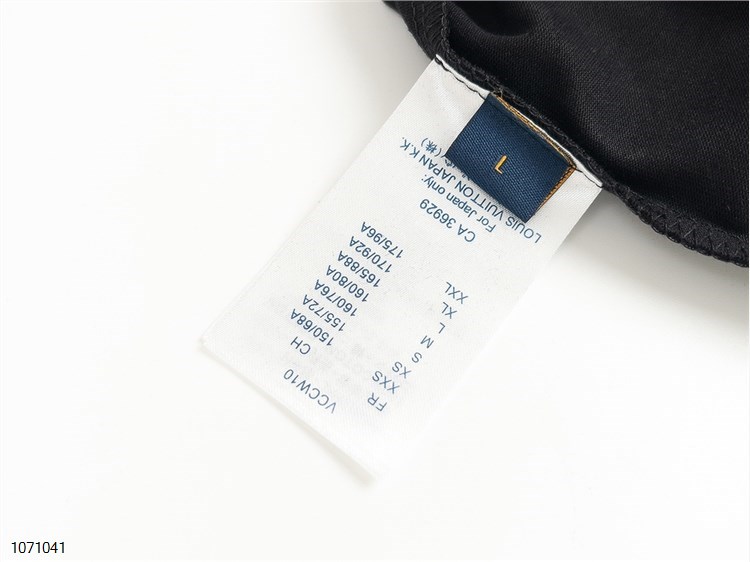 VCCW10
FR CH
XXS 150/68A
XS 155/72A
S 160/76A
M 160/80A
L 165/88A
XL 170/92A
XXL 175/96A
CA 36929
For Japan only:
LOUIS VUITTON JAPAN K.K.
(株)
L
1071041